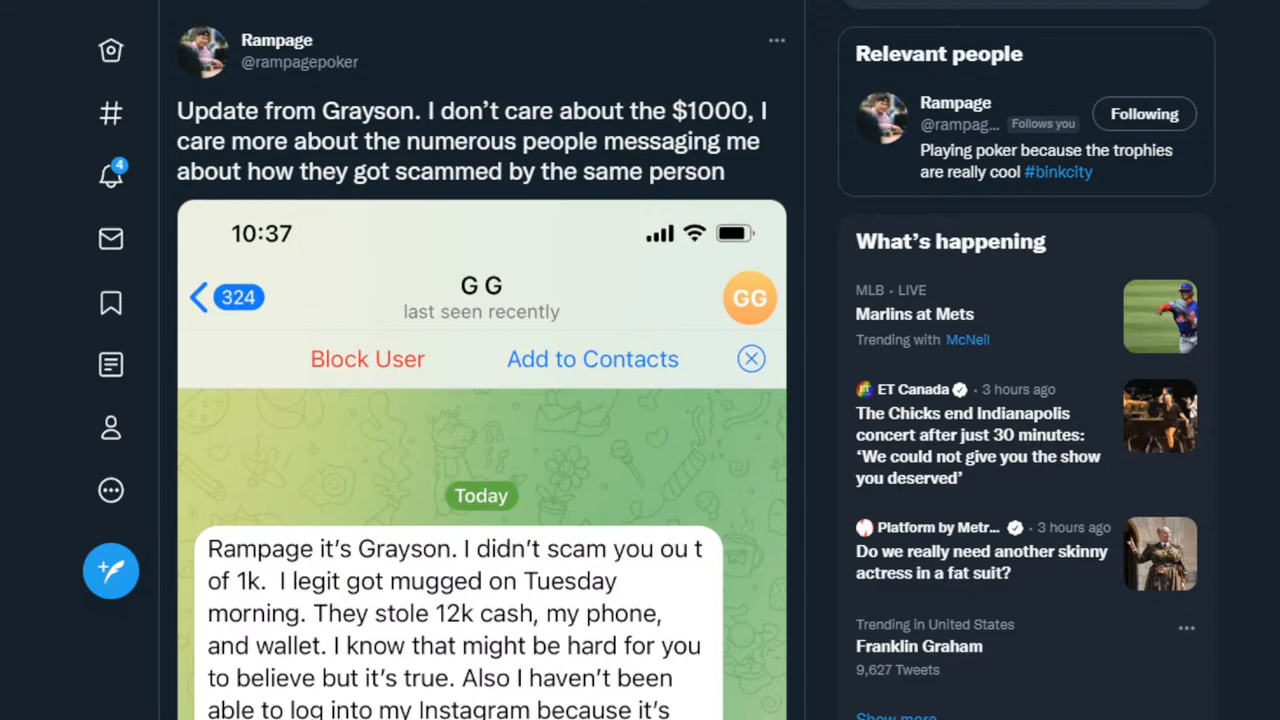 Rampage
@rampagepoker
Update from Grayson. I don't care about the $1000, I
care more about the numerous people messaging me
about how they got scammed by the same person
10:37
324
G G
last seen recently
GG
Block User
Add to Contacts
Today
Rampage it's Grayson. I didn't scam you ou t
of 1k.  I legit got mugged on Tuesday
morning. They stole 12k cash, my phone,
and wallet. I know that might be hard for you
to believe but it's true. Also I haven't been
able to log into my Instagram because it's
4
Relevant people
Rampage
@rampag... Follows you
Following
Playing poker because the trophies
are really cool #binkcity
What's happening
MLB · LIVE
Marlins at Mets
Trending with McNeil
ET Canada · 3 hours ago
The Chicks end Indianapolis
concert after just 30 minutes:
‘We could not give you the show
you deserved’
Platform by Metr... · 3 hours ago
Do we really need another skinny
actress in a fat suit?
Trending in United States
Franklin Graham
9,627 Tweets
Show more